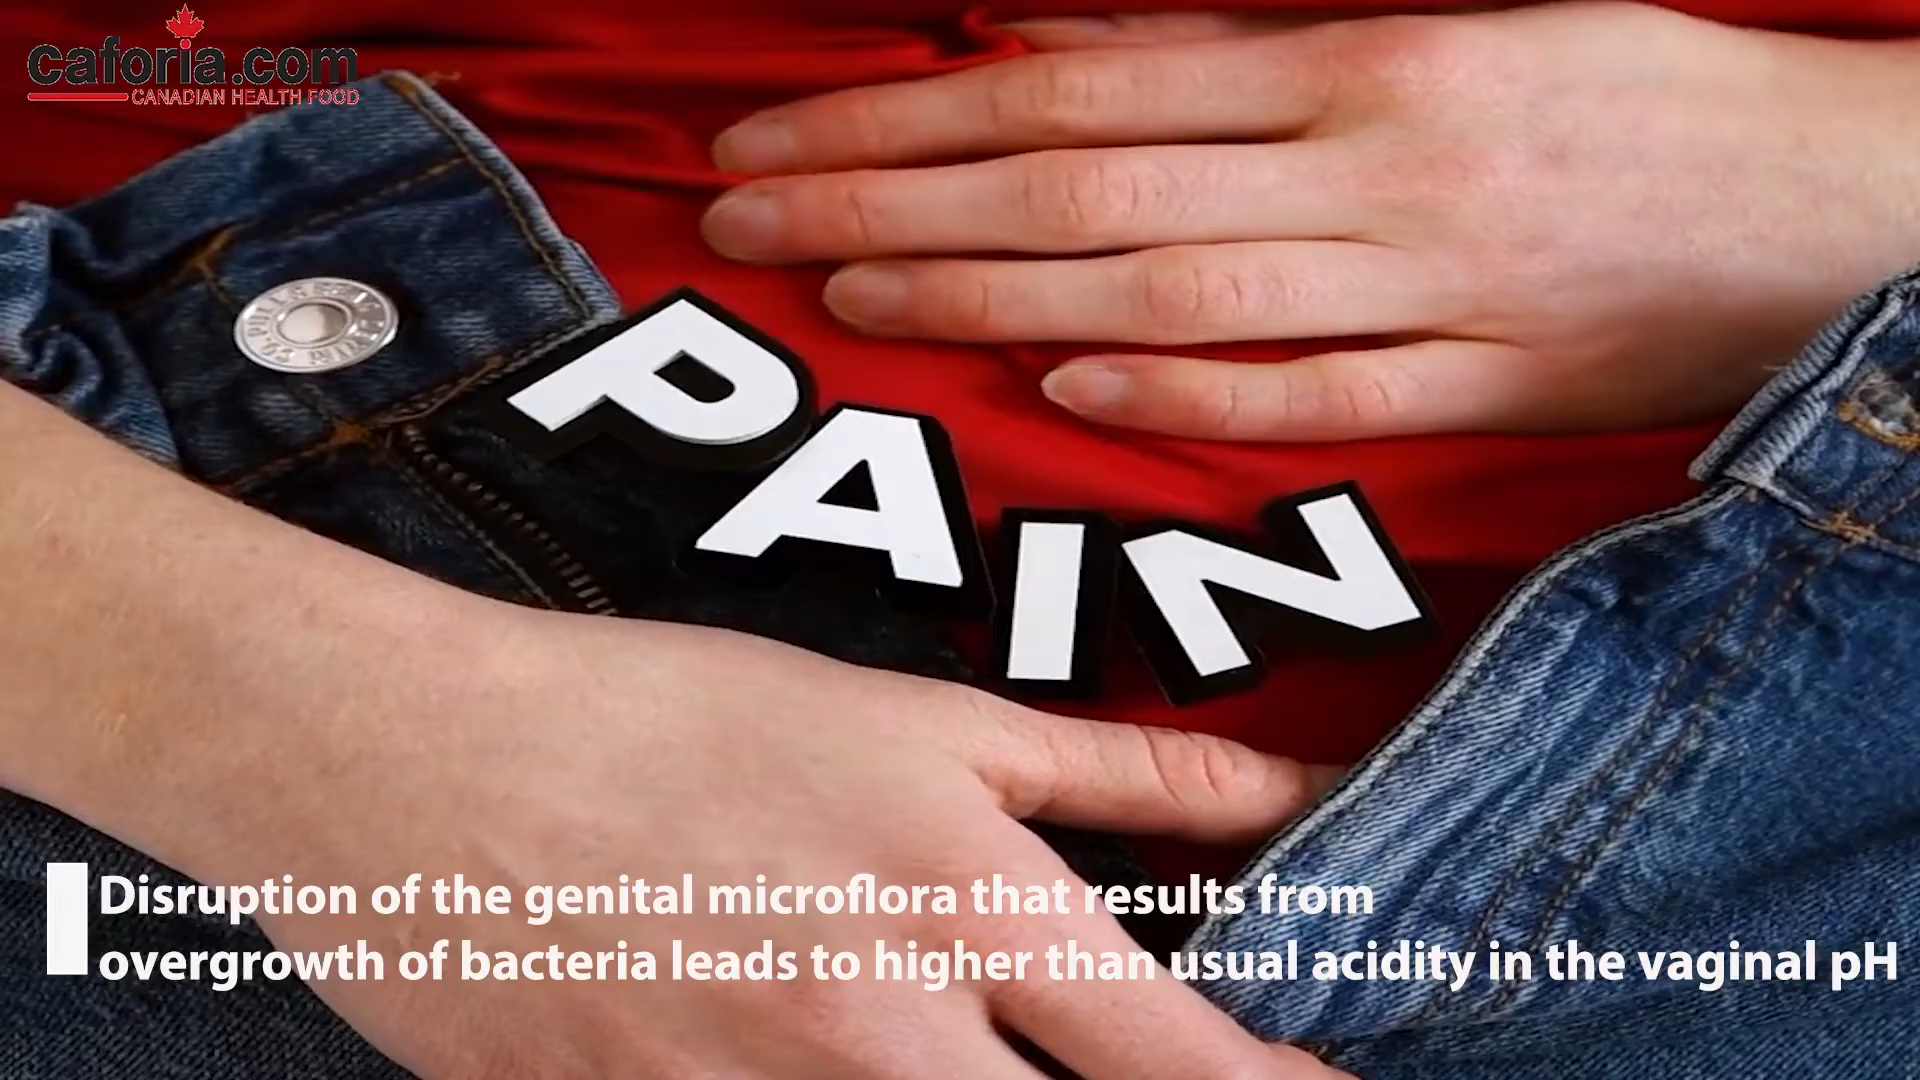 caforia.com
CANADIAN HEALTH FOOD
PAIN
Disruption of the genital microflora that results from
overgrowth of bacteria leads to higher than usual acidity in the vaginal pH